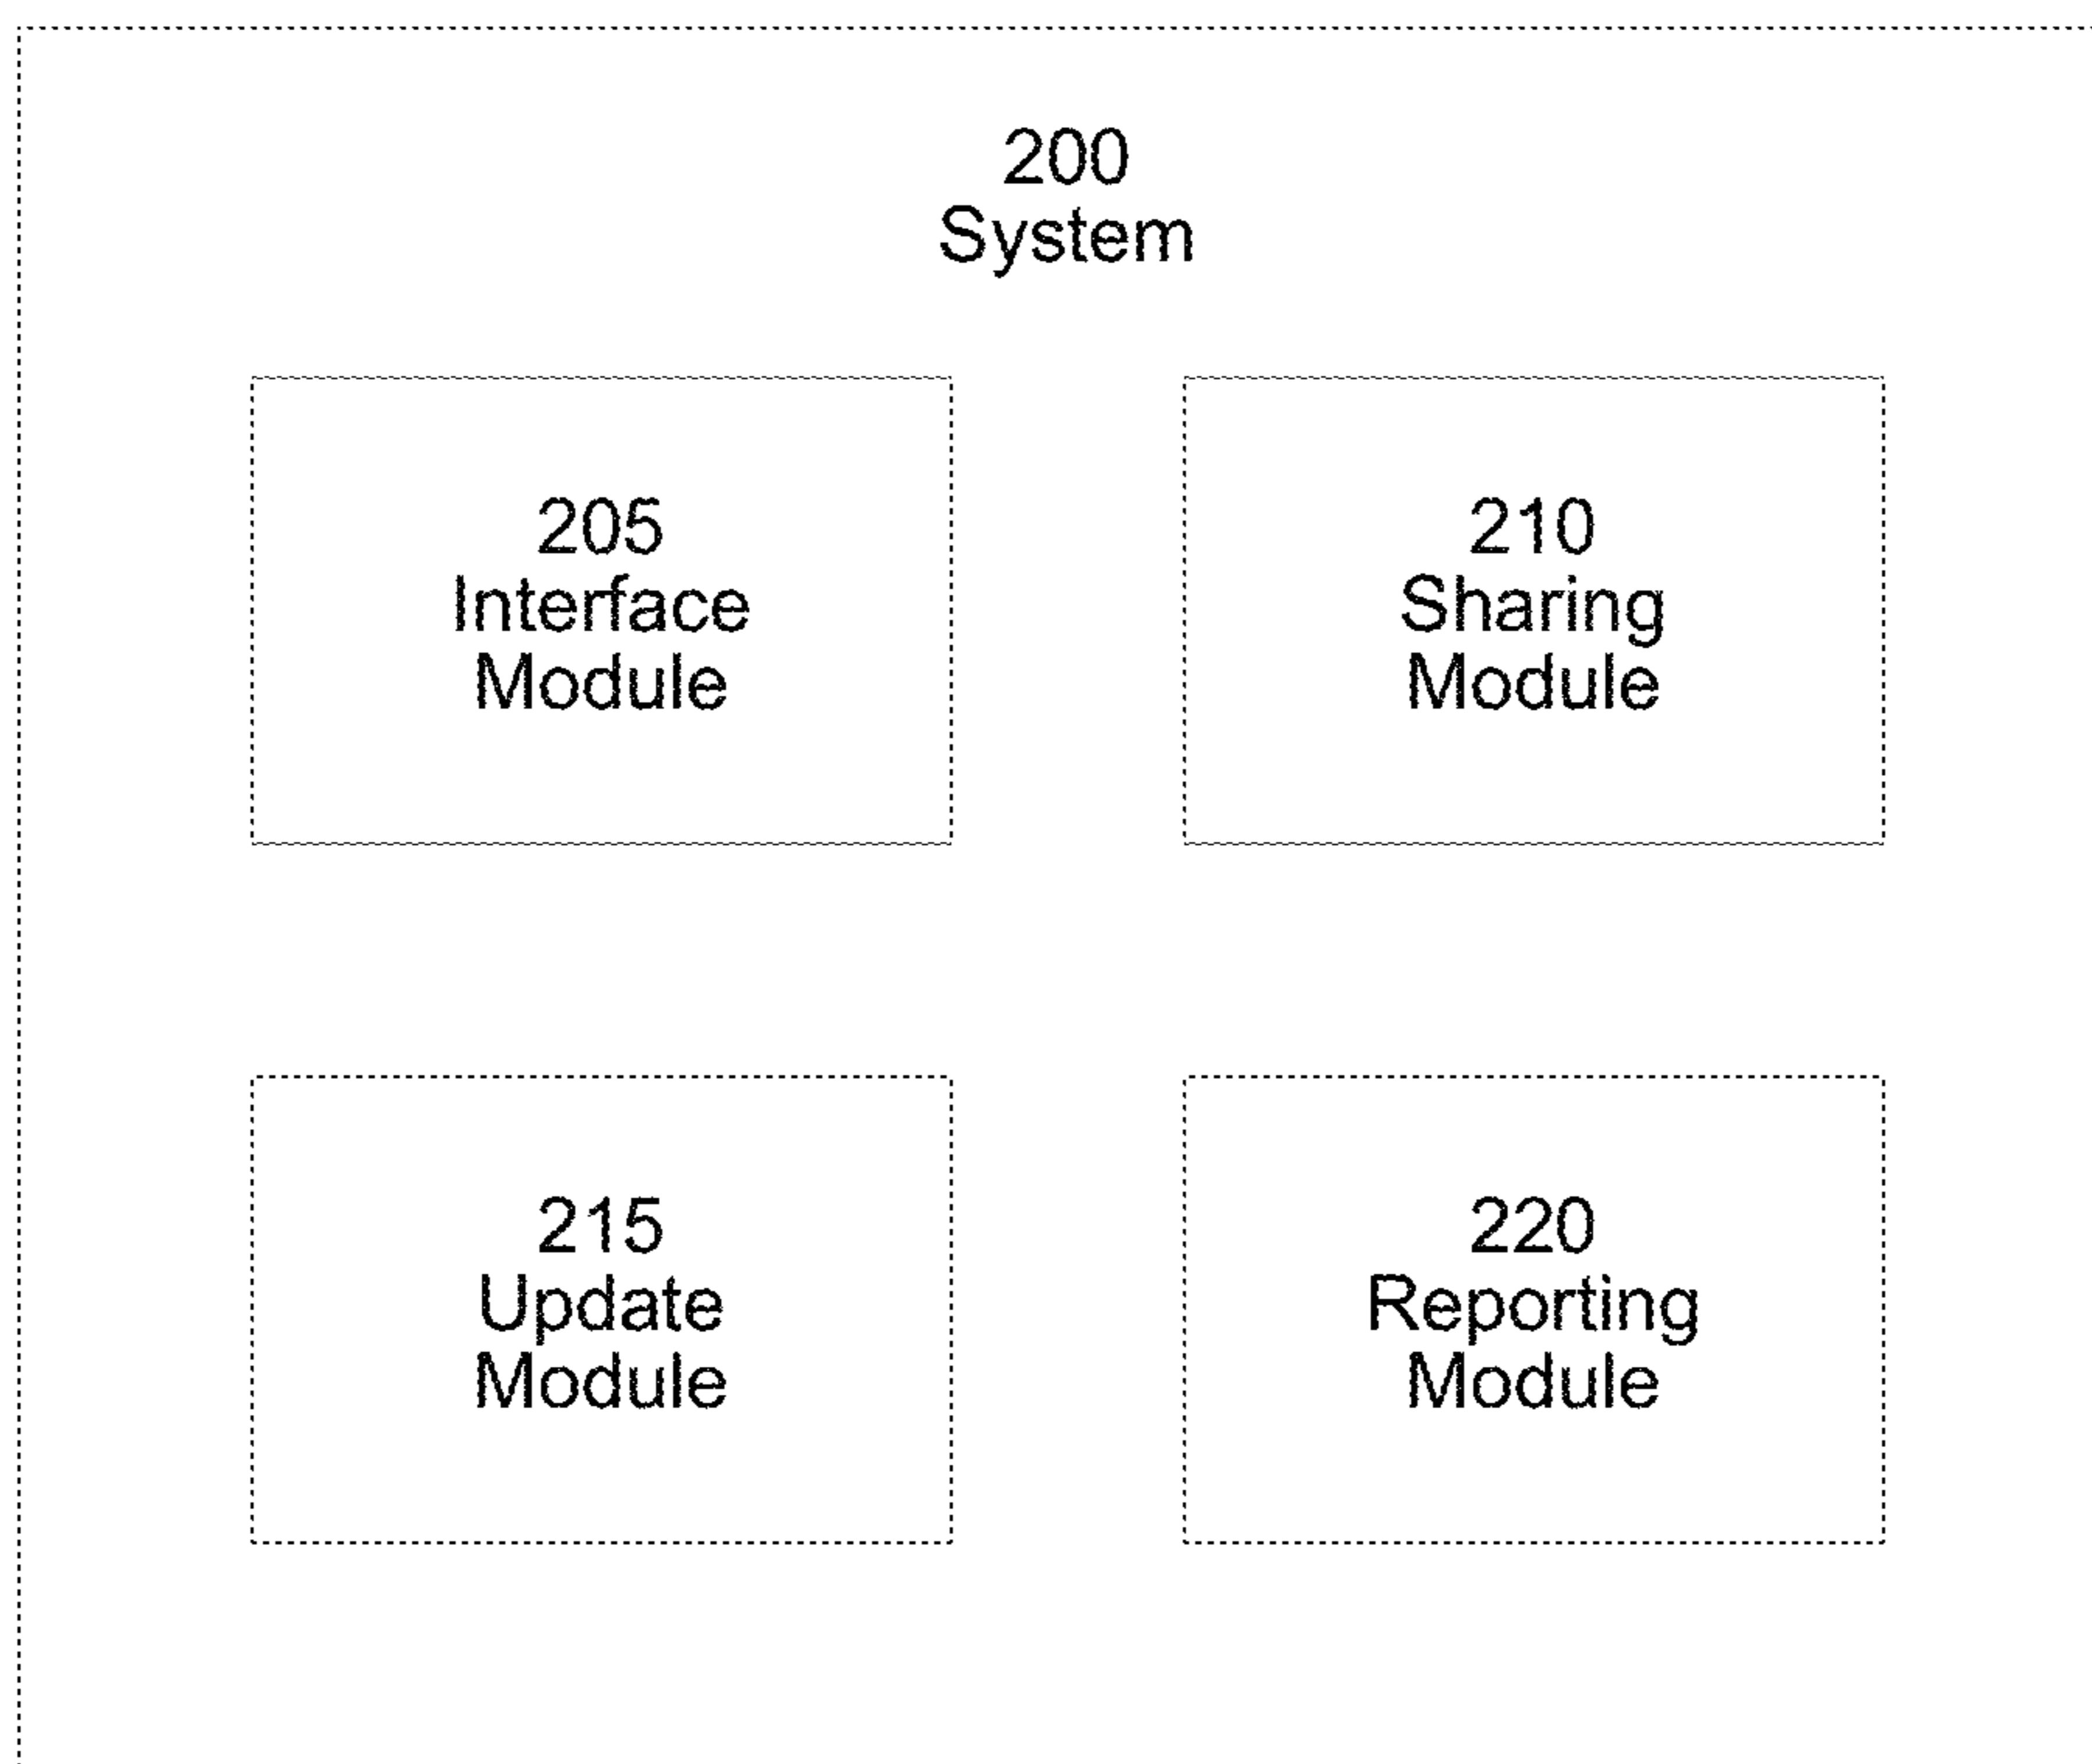 200
System
205
Interface
Module
210
Sharing
Module
215
Update
Module
220
Reporting
Module